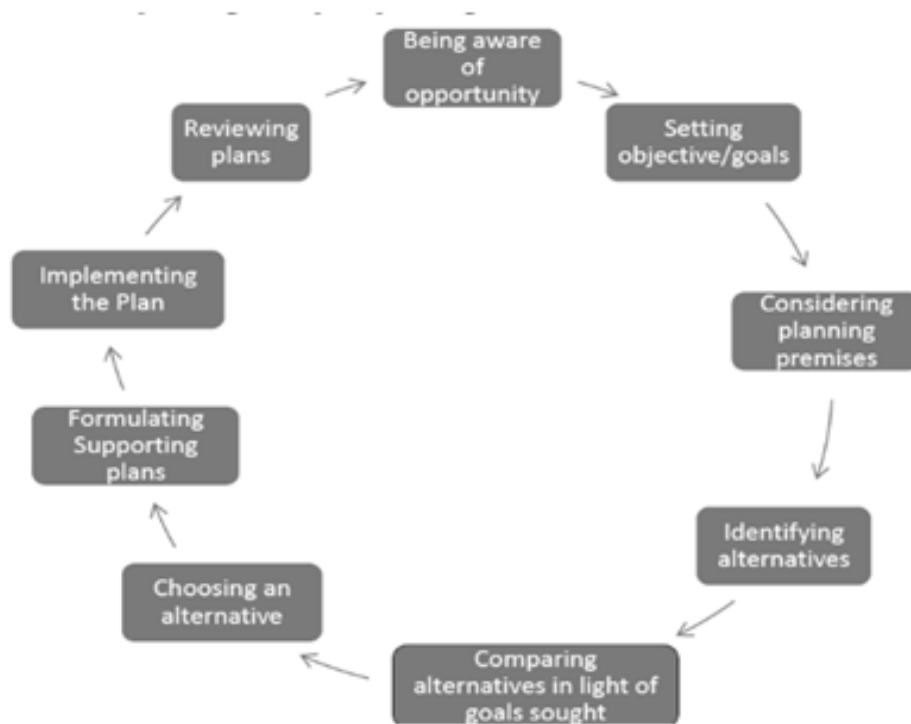 Being aware
of
opportunity
Setting
objective/goals
Considering
planning
premises
Identifying
alternatives
Comparing
alternatives in light of
goals sought
Choosing an
alternative
Formulating
Supporting
plans
Implementing
the Plan
Reviewing
plans